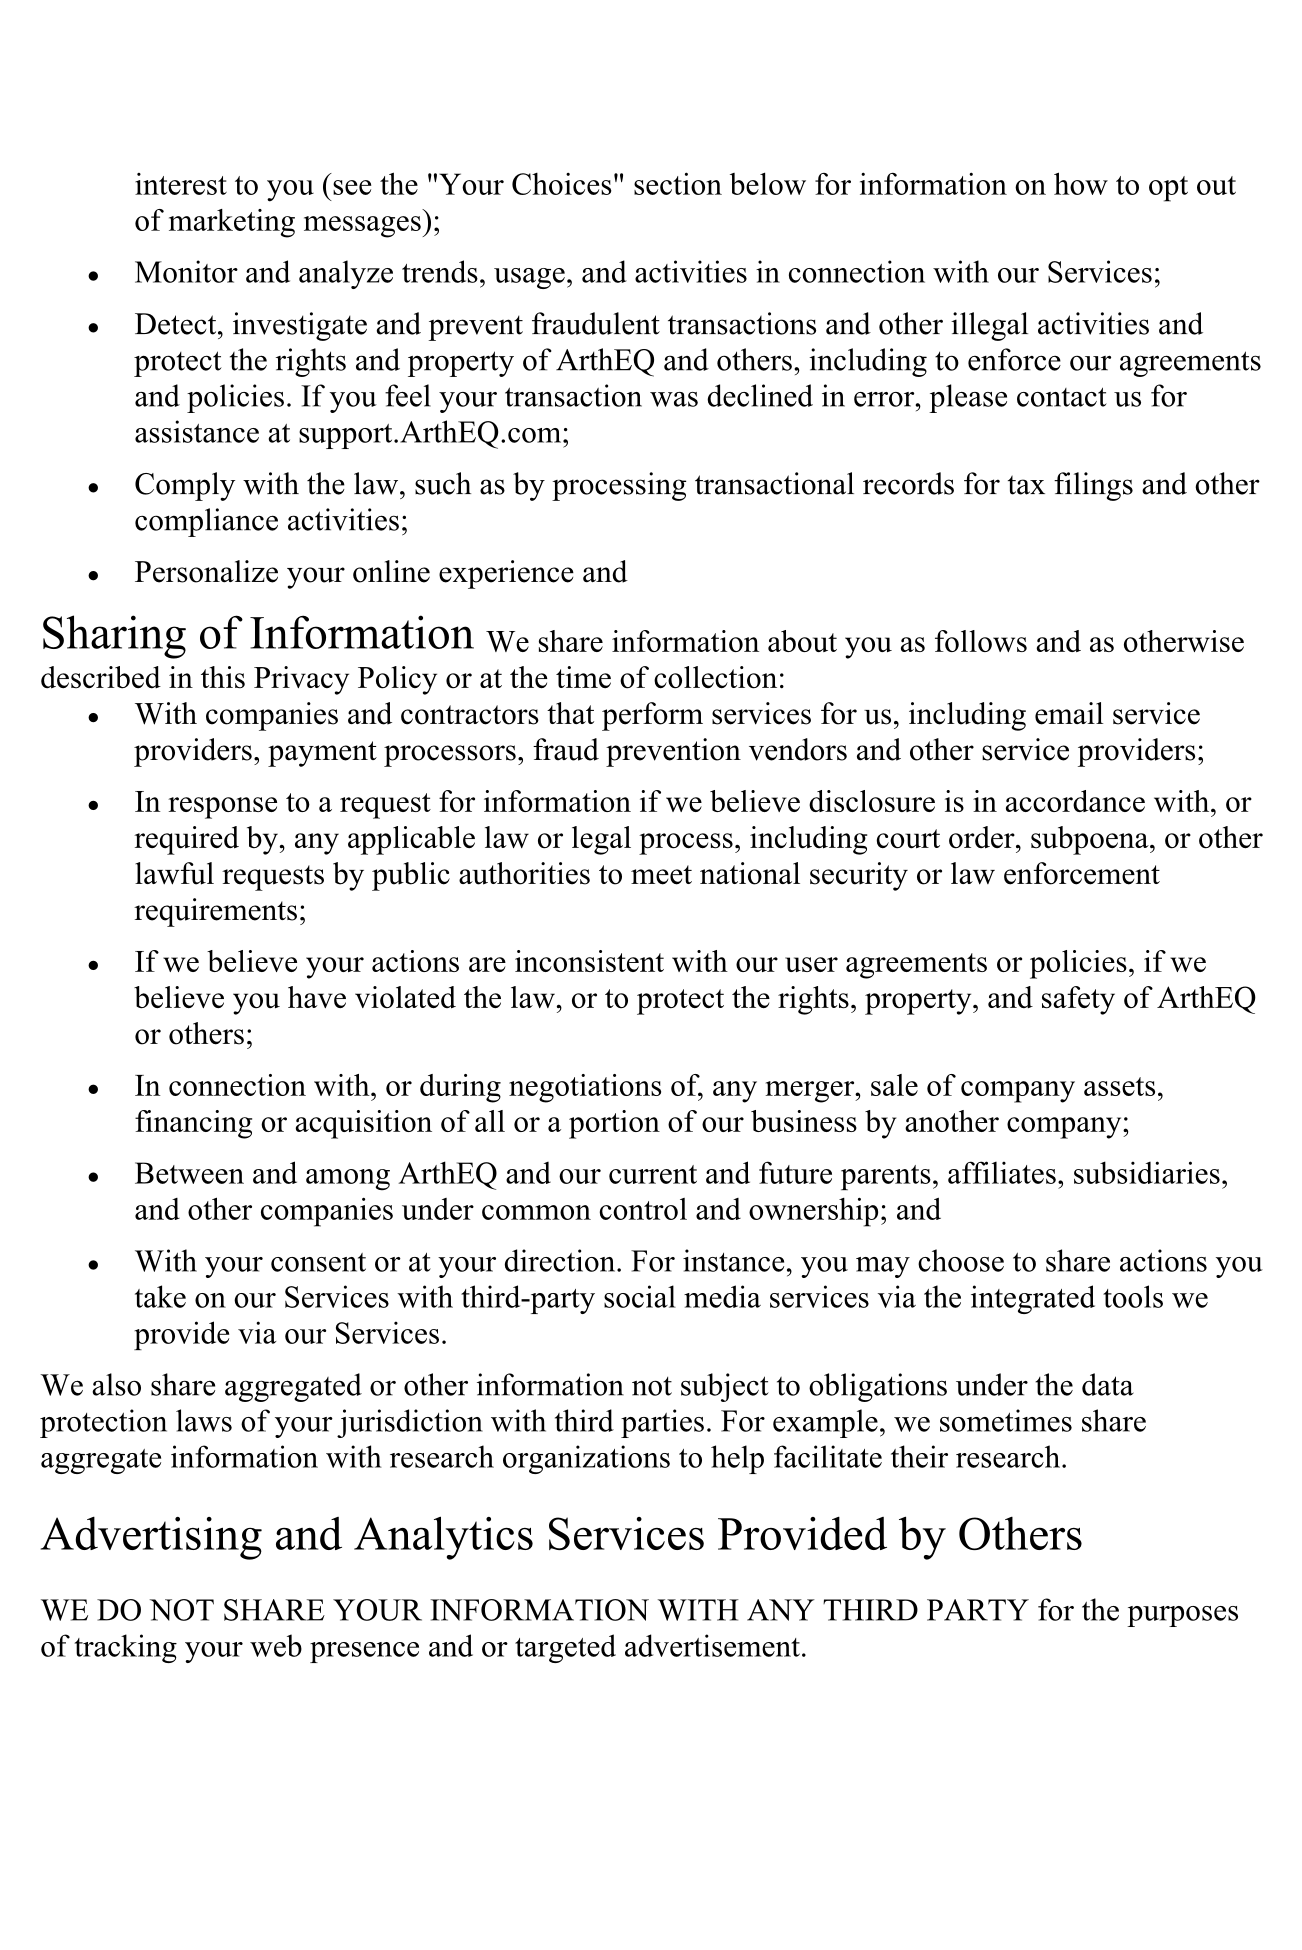 interest to you (see the "Your Choices" section below for information on how to opt out
of marketing messages);
● Monitor and analyze trends, usage, and activities in connection with our Services;
● Detect, investigate and prevent fraudulent transactions and other illegal activities and
protect the rights and property of ArthEQ and others, including to enforce our agreements
and policies. If you feel your transaction was declined in error, please contact us for
assistance at support.ArthEQ.com;
● Comply with the law, such as by processing transactional records for tax filings and other
compliance activities;
● Personalize your online experience and
Sharing of Information We share information about you as follows and as otherwise
described in this Privacy Policy or at the time of collection:
● With companies and contractors that perform services for us, including email service
providers, payment processors, fraud prevention vendors and other service providers;
● In response to a request for information if we believe disclosure is in accordance with, or
required by, any applicable law or legal process, including court order, subpoena, or other
lawful requests by public authorities to meet national security or law enforcement
requirements;
● If we believe your actions are inconsistent with our user agreements or policies, if we
believe you have violated the law, or to protect the rights, property, and safety of ArthEQ
or others;
● In connection with, or during negotiations of, any merger, sale of company assets,
financing or acquisition of all or a portion of our business by another company;
● Between and among ArthEQ and our current and future parents, affiliates, subsidiaries,
and other companies under common control and ownership; and
● With your consent or at your direction. For instance, you may choose to share actions you
take on our Services with third-party social media services via the integrated tools we
provide via our Services.
We also share aggregated or other information not subject to obligations under the data
protection laws of your jurisdiction with third parties. For example, we sometimes share
aggregate information with research organizations to help facilitate their research.
Advertising and Analytics Services Provided by Others
WE DO NOT SHARE YOUR INFORMATION WITH ANY THIRD PARTY for the purposes
of tracking your web presence and or targeted advertisement.